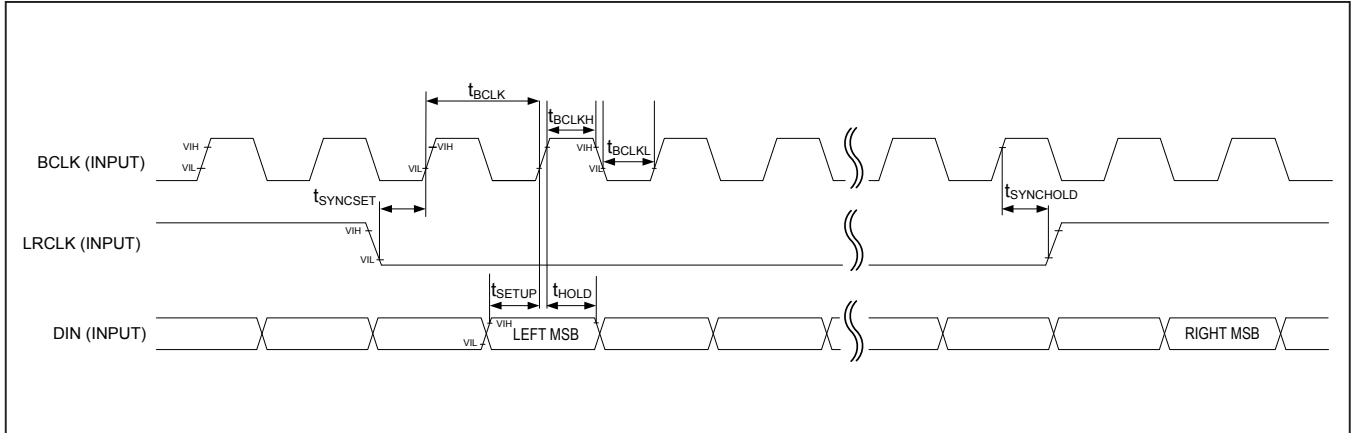 tBCLK
tBCLKH
tBCLKL
BCLK (INPUT)
VIH
VIL
VIH
VIL
VIH
VIL
tSYNCSET
tSYNCHOLD
LRCLK (INPUT)
VIH
VIL
tSETUP
tHOLD
DIN (INPUT)
VIH
VIL
LEFT MSB
RIGHT MSB